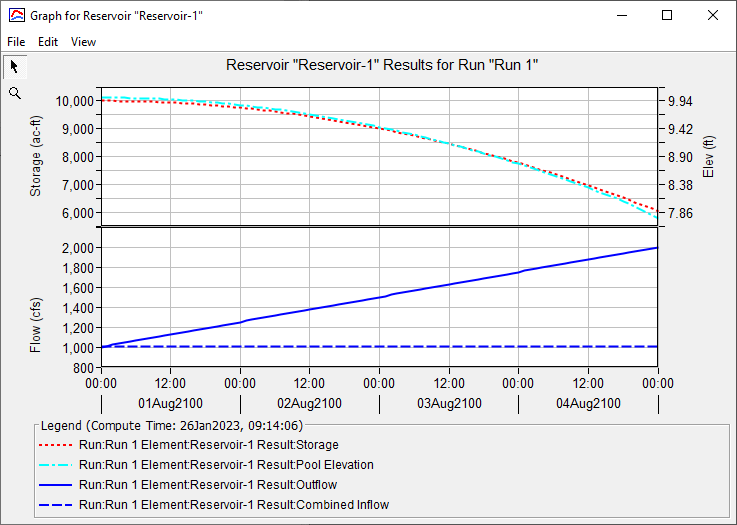 Graph for Reservoir "Reservoir-1"
File Edit View
Reservoir "Reservoir-1" Results for Run "Run 1"
Storage (ac-ft)
10,000
9,000
8,000
7,000
6,000
9.94
9.42
8.90
8.38
7.86
Elev (ft)
Flow (cfs)
2,000
1,800
1,600
1,400
1,200
1,000
800
00:00 12:00 00:00 12:00 00:00 12:00 00:00 12:00 00:00
01Aug2100 02Aug2100 03Aug2100 04Aug2100
Legend (Compute Time: 26Jan2023, 09:14:06)
Run:Run 1 Element:Reservoir-1 Result:Storage
Run:Run 1 Element:Reservoir-1 Result:Pool Elevation
Run:Run 1 Element:Reservoir-1 Result:Outflow
Run:Run 1 Element:Reservoir-1 Result:Combined Inflow